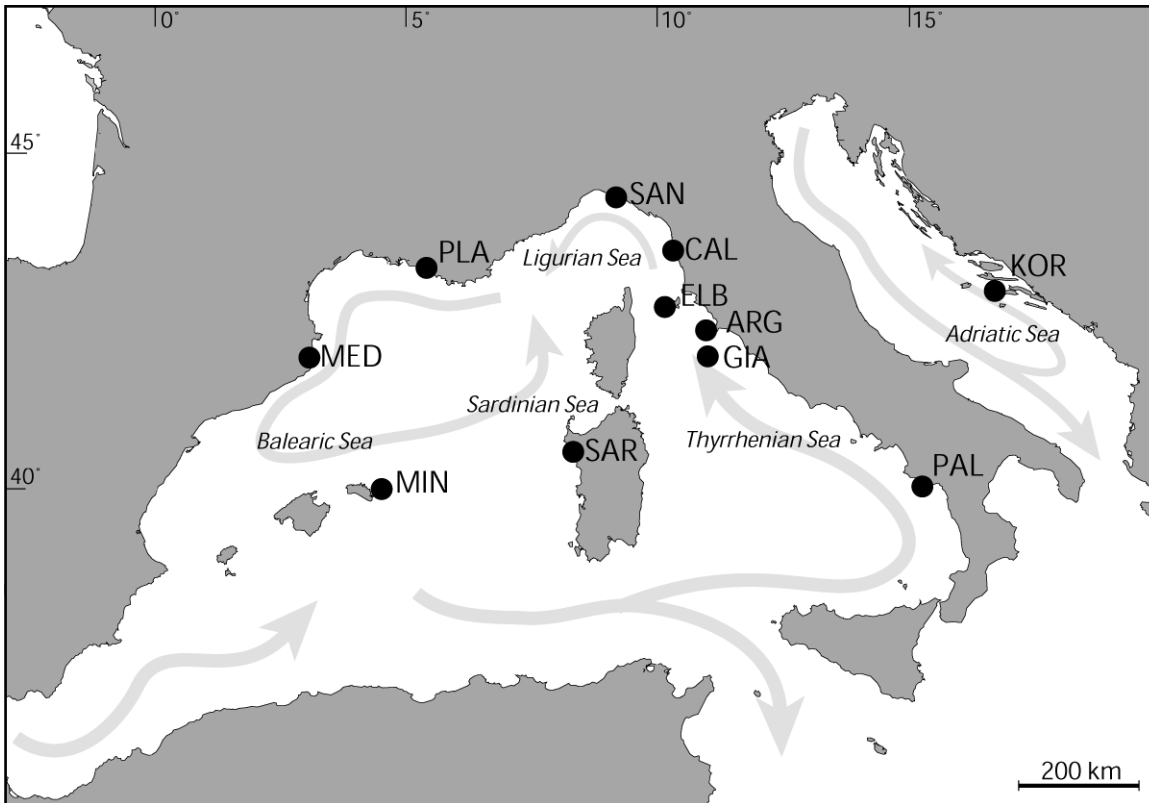 0°
5°
10°
15°
45°
SAN
PLA
Ligurian Sea
CAL
KOR
ELB
ARG
Adriatic Sea
MED
GIA
Sardinian Sea
Balearic Sea
Thyrrhenian Sea
SAR
PAL
40°
MIN
200 km